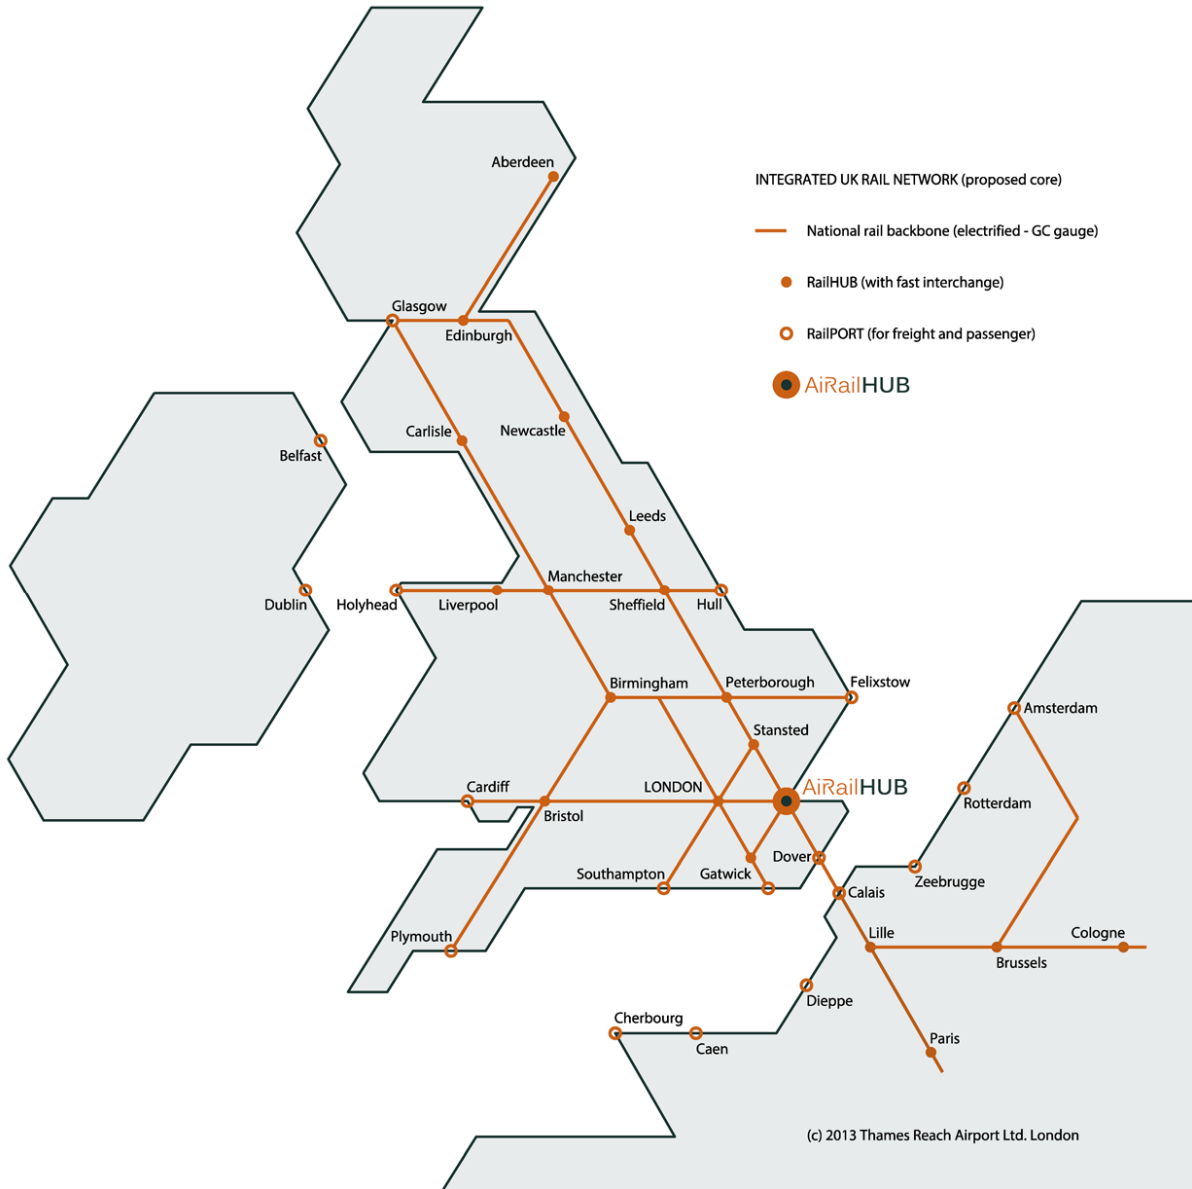 Aberdeen
INTEGRATED UK RAIL NETWORK (proposed core)
National rail backbone (electrified - GC gauge)
RailHUB (with fast interchange)
RailPORT (for freight and passenger)
AiRailHUB
Glasgow
Edinburgh
Carlisle
Newcastle
Belfast
Leeds
Manchester
Dublin
Holyhead
Liverpool
Sheffield
Hull
Birmingham
Peterborough
Felixstow
Amsterdam
Stansted
Cardiff
LONDON
AiRailHUB
Rotterdam
Bristol
Dover
Southampton
Gatwick
Zeebrugge
Calais
Plymouth
Lille
Cologne
Brussels
Dieppe
Cherbourg
Caen
Paris
(c) 2013 Thames Reach Airport Ltd. London